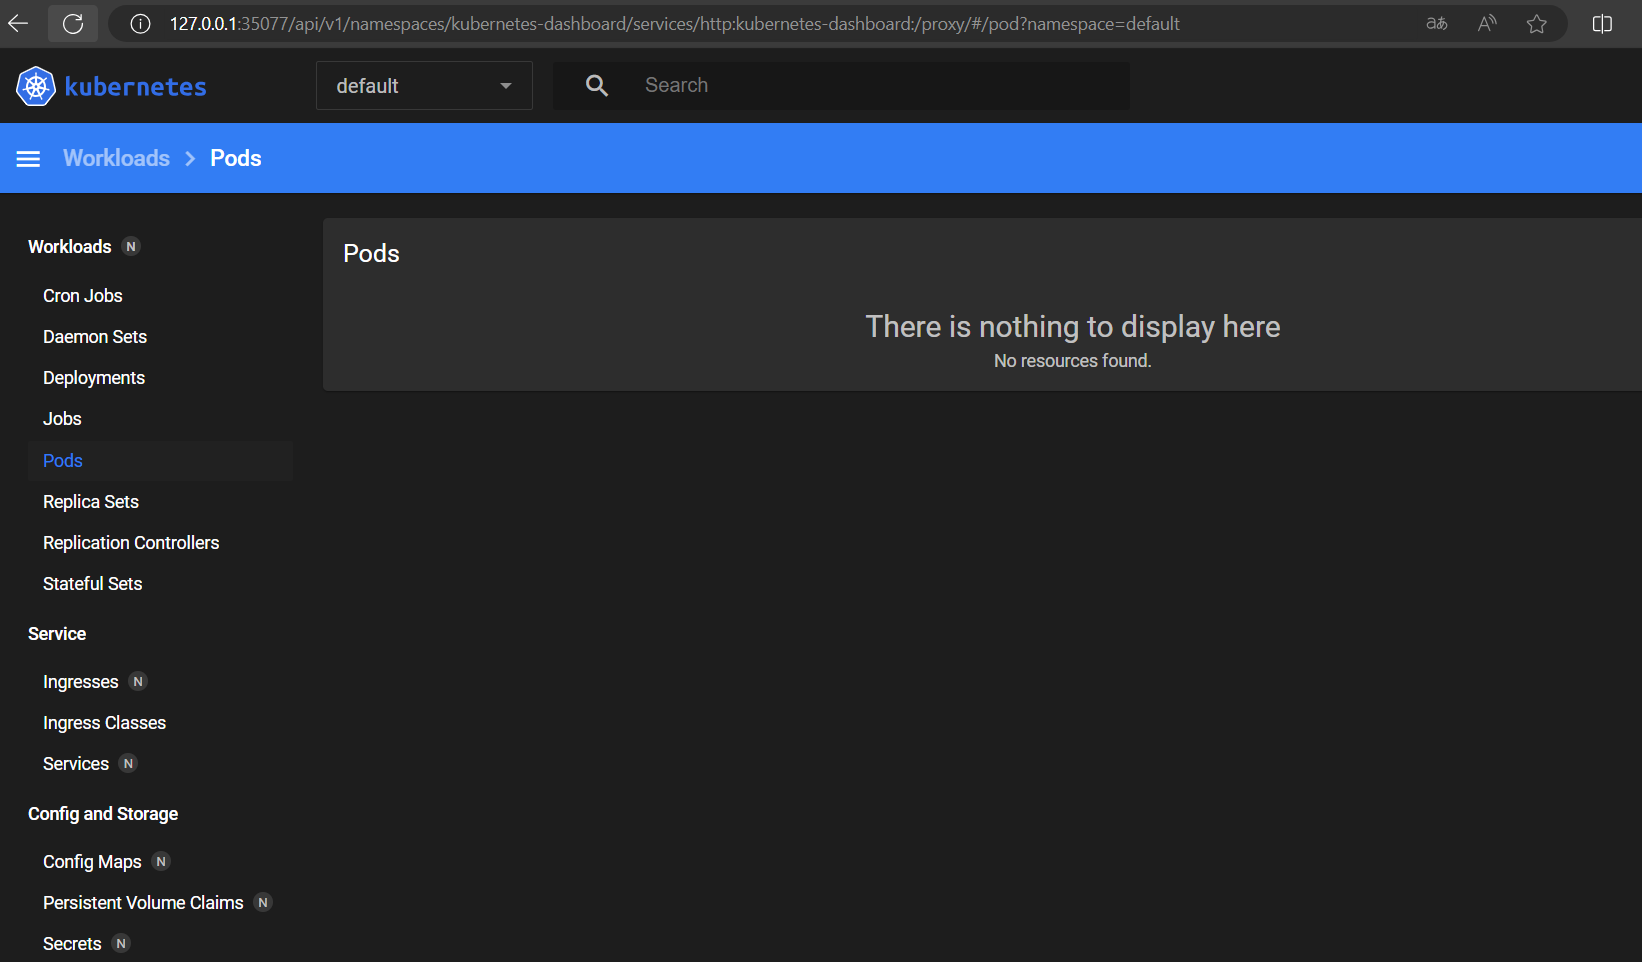 127.0.0.1:35077/api/v1/namespaces/kubernetes-dashboard/services/http:kubernetes-dashboard:/proxy/#/pod?namespace=default
kubernetes
default
Search
Workloads > Pods
Workloads N
Cron Jobs
Daemon Sets
Deployments
Jobs
Pods
Replica Sets
Replication Controllers
Stateful Sets
Service
Ingresses N
Ingress Classes
Services N
Config and Storage
Config Maps N
Persistent Volume Claims N
Secrets N
Pods
There is nothing to display here
No resources found.